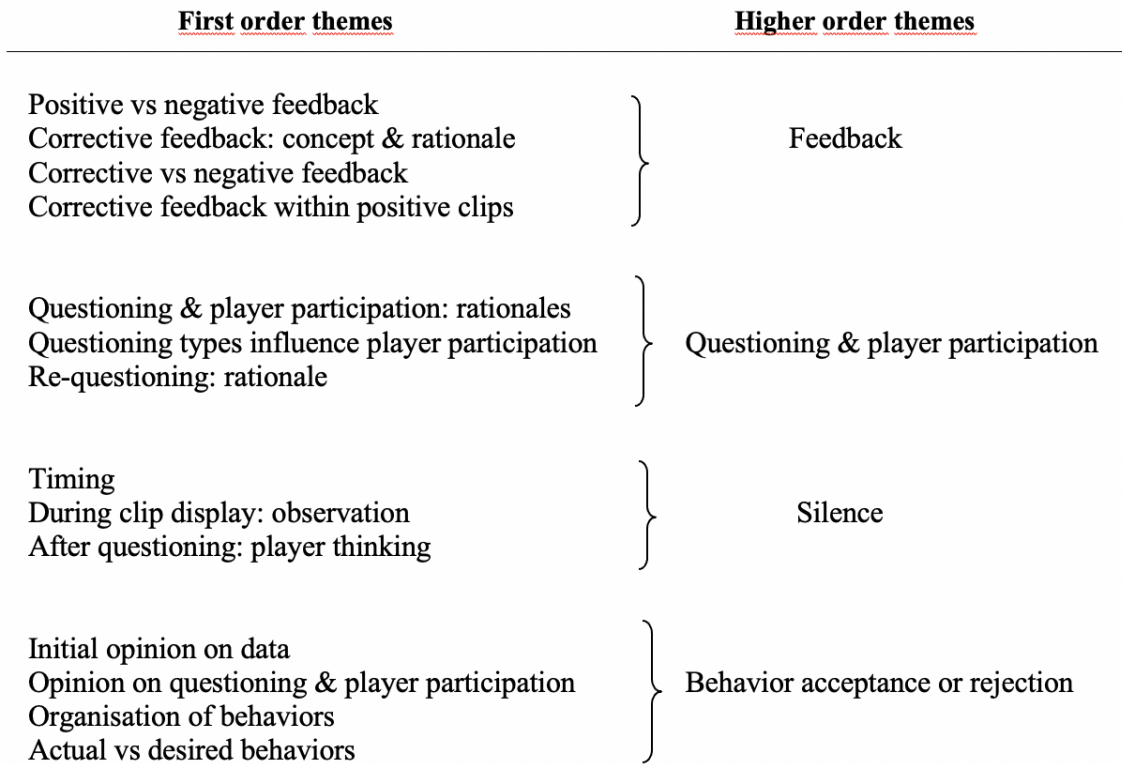 First order themes
Higher order themes
Positive vs negative feedback
Corrective feedback: concept & rationale
Corrective vs negative feedback
Corrective feedback within positive clips
Feedback
Questioning & player participation: rationales
Questioning types influence player participation
Re-questioning: rationale
Questioning & player participation
Timing
During clip display: observation
After questioning: player thinking
Silence
Initial opinion on data
Opinion on questioning & player participation
Organisation of behaviors
Actual vs desired behaviors
Behavior acceptance or rejection